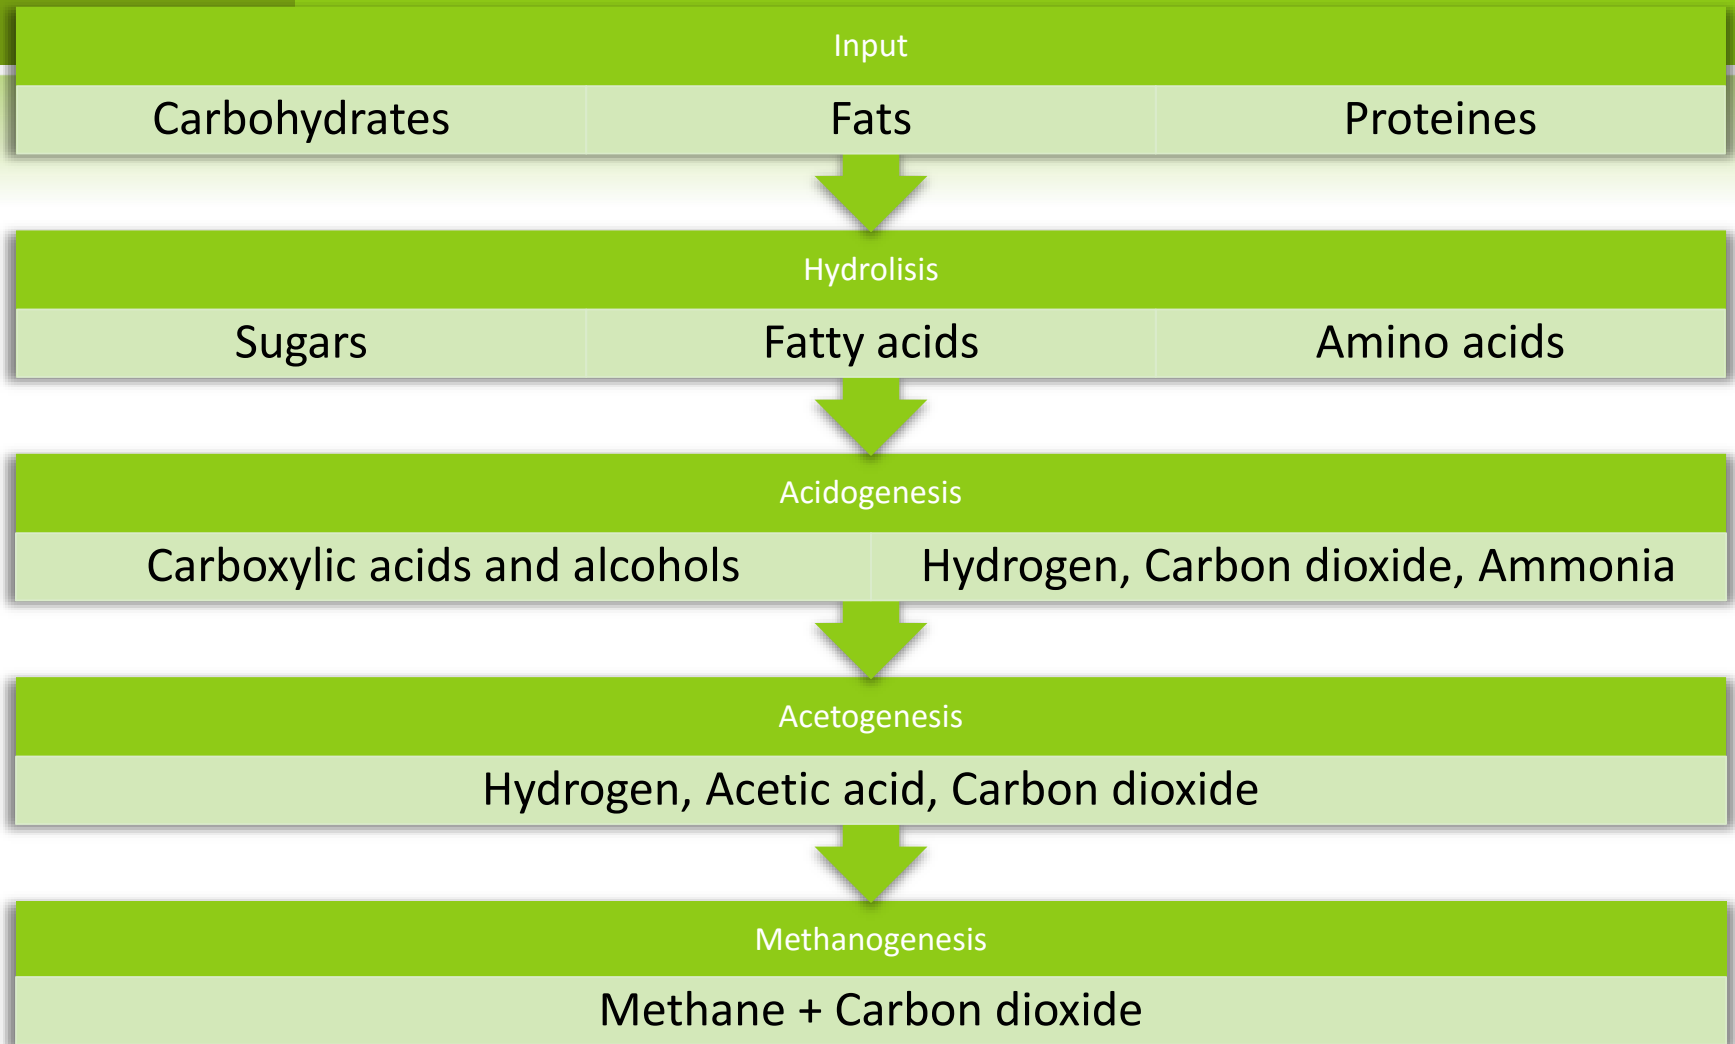 Input
Carbohydrates Fats Proteines
Hydrolisis
Sugars Fatty acids Amino acids
Acidogenesis
Carboxylic acids and alcohols Hydrogen, Carbon dioxide, Ammonia
Acetogenesis
Hydrogen, Acetic acid, Carbon dioxide
Methanogenesis
Methane + Carbon dioxide